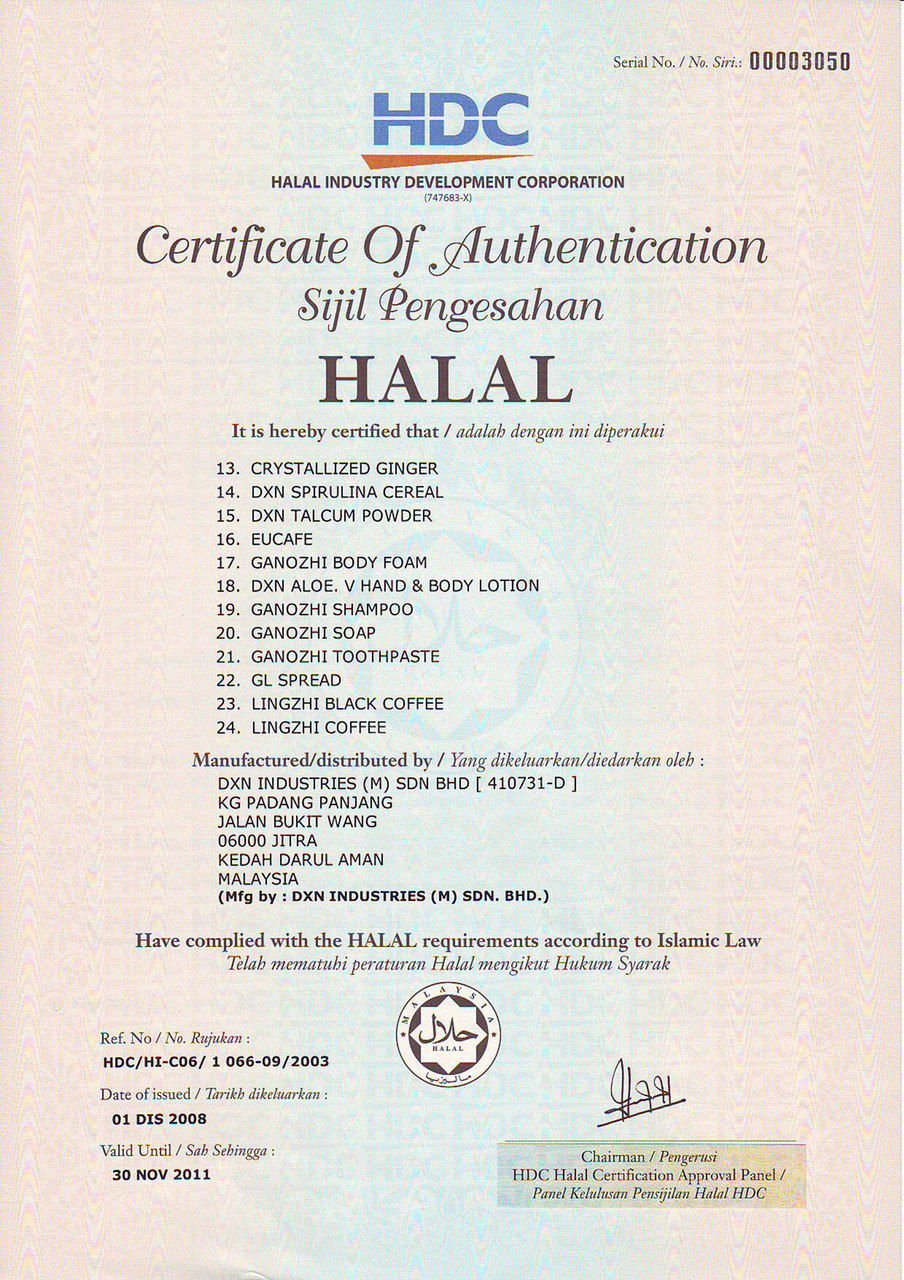 Serial No. / No. Siri.: 00003050
HDC
HALAL INDUSTRY DEVELOPMENT CORPORATION
(747683-X)
Certificate Of Authentication
Sijil Pengesahan
HALAL
It is hereby certified that / adalah dengan ini diperakui
13. CRYSTALLIZED GINGER
14. DXN SPIRULINA CEREAL
15. DXN TALCUM POWDER
16. EUCAFE
17. GANOZHI BODY FOAM
18. DXN ALOE. V HAND & BODY LOTION
19. GANOZHI SHAMPOO
20. GANOZHI SOAP
21. GANOZHI TOOTHPASTE
22. GL SPREAD
23. LINGZHI BLACK COFFEE
24. LINGZHI COFFEE
Manufactured/distributed by / Yang dikeluarkan/diedarkan oleh :
DXN INDUSTRIES (M) SDN BHD [ 410731-D ]
KG PADANG PANJANG
JALAN BUKIT WANG
06000 JITRA
KEDAH DARUL AMAN
MALAYSIA
(Mfg by : DXN INDUSTRIES (M) SDN. BHD.)
Have complied with the HALAL requirements according to Islamic Law
Telah mematuhi peraturan Halal mengikut Hukum Syarak
MALAYSIA
حلال
HALAL
مليزيا
Ref. No / No. Rujukan :
HDC/HI-C06/ 1 066-09/2003
Date of issued / Tarikh dikeluarkan :
01 DIS 2008
Valid Until / Sah Sehingga :
30 NOV 2011
Chairman / Pengerusi
HDC Halal Certification Approval Panel /
Panel Kelulusan Pensijilan Halal HDC